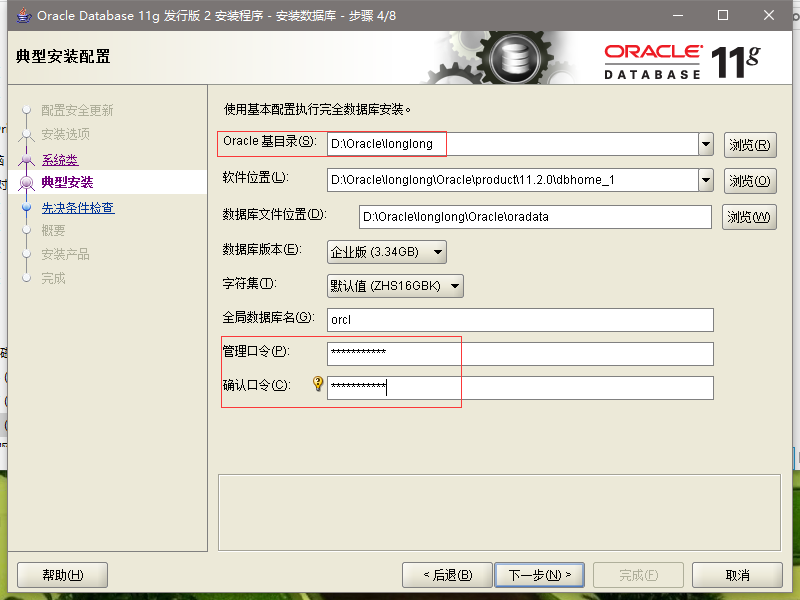 Oracle Database 11g 发行版 2 安装程序 - 安装数据库 - 步骤 4/8
典型安装配置
ORACLE 11g
DATABASE
配置安全更新
安装选项
系统类
典型安装
先决条件检查
概要
安装产品
完成
使用基本配置执行完全数据库安装。
Oracle 基目录(S): D:\Oracle\longlong 浏览(R)
软件位置(L): D:\Oracle\longlong\Oracle\product\11.2.0\dbhome_1 浏览(O)
数据库文件位置(D): D:\Oracle\longlong\Oracle\oradata 浏览(W)
数据库版本(E): 企业版 (3.34GB)
字符集(T): 默认值 (ZHS16GBK)
全局数据库名(G): orcl
管理口令(P): ***********
确认口令(C): ***********
帮助(H) < 后退(B) 下一步(N) > 完成(F) 取消